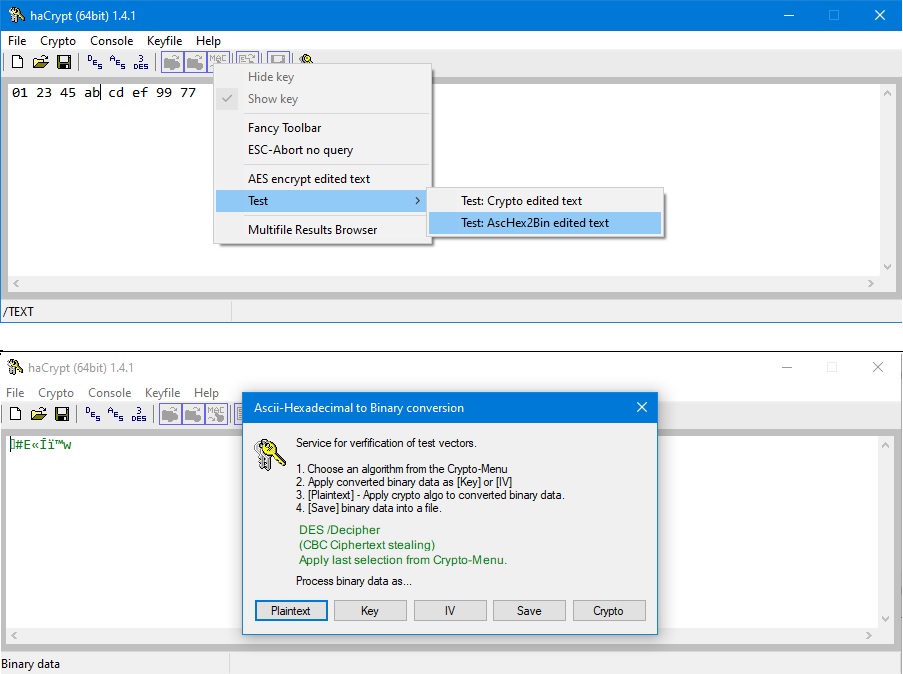 haCrypt (64bit) 1.4.1
File Crypto Console Keyfile Help
DES AES 3DES MAC
01 23 45 ab cd ef 99 77
Hide key
Show key
Fancy Toolbar
ESC-Abort no query
AES encrypt edited text
Test
Test: Crypto edited text
Test: AscHex2Bin edited text
Multifile Results Browser
/TEXT
haCrypt (64bit) 1.4.1
File Crypto Console Keyfile Help
DES AES 3DES MAC
#E«Íï™w
Ascii-Hexadecimal to Binary conversion
Service for verfification of test vectors.
1. Choose an algorithm from the Crypto-Menu
2. Apply converted binary data as [Key] or [IV]
3. [Plaintext] - Apply crypto algo to converted binary data.
4. [Save] binary data into a file.
DES /Decipher
(CBC Ciphertext stealing)
Apply last selection from Crypto-Menu.
Process binary data as...
Plaintext Key IV Save Crypto
Binary data